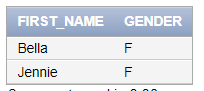 FIRST_NAME GENDER
Bella F
Jennie F